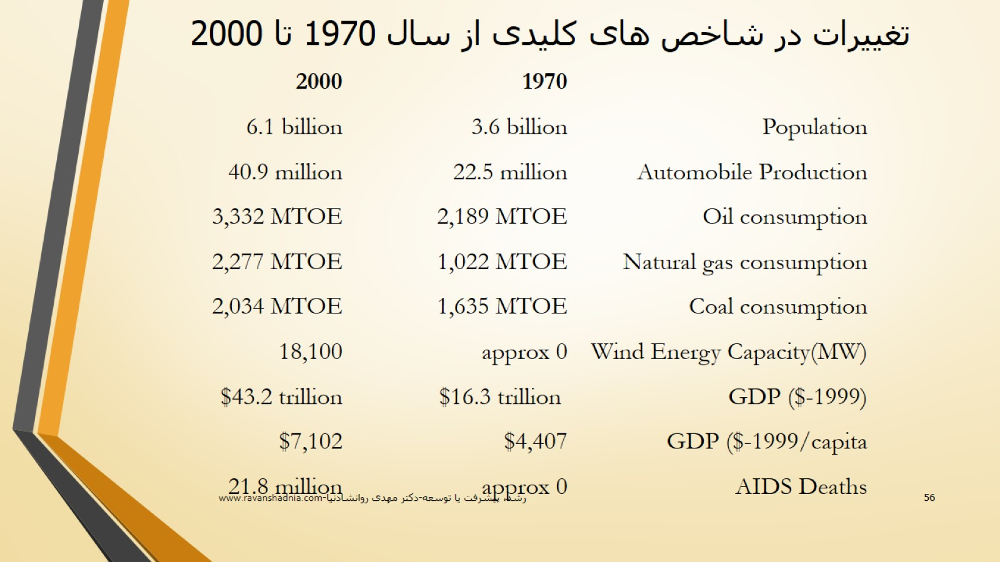 تغییرات در شاخص های کلیدی از سال 1970 تا 2000
1970 2000
Population 3.6 billion 6.1 billion
Automobile Production 22.5 million 40.9 million
Oil consumption 2,189 MTOE 3,332 MTOE
Natural gas consumption 1,022 MTOE 2,277 MTOE
Coal consumption 1,635 MTOE 2,034 MTOE
Wind Energy Capacity(MW) approx 0 18,100
GDP ($-1999) $16.3 trillion $43.2 trillion
GDP ($-1999/capita $4,407 $7,102
AIDS Deaths approx 0 21.8 million
رشد، پیشرفت یا توسعه-دکتر مهدی روانشادنیا-www.ravanshadnia.com
56